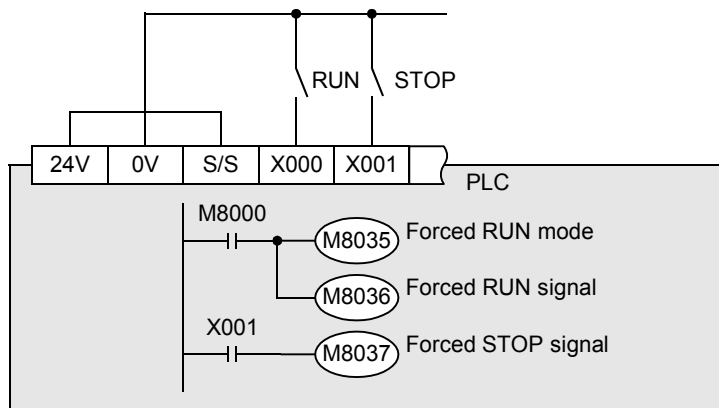 RUN STOP
24V 0V S/S X000 X001
PLC
M8000
M8035 Forced RUN mode
M8036 Forced RUN signal
X001
M8037 Forced STOP signal